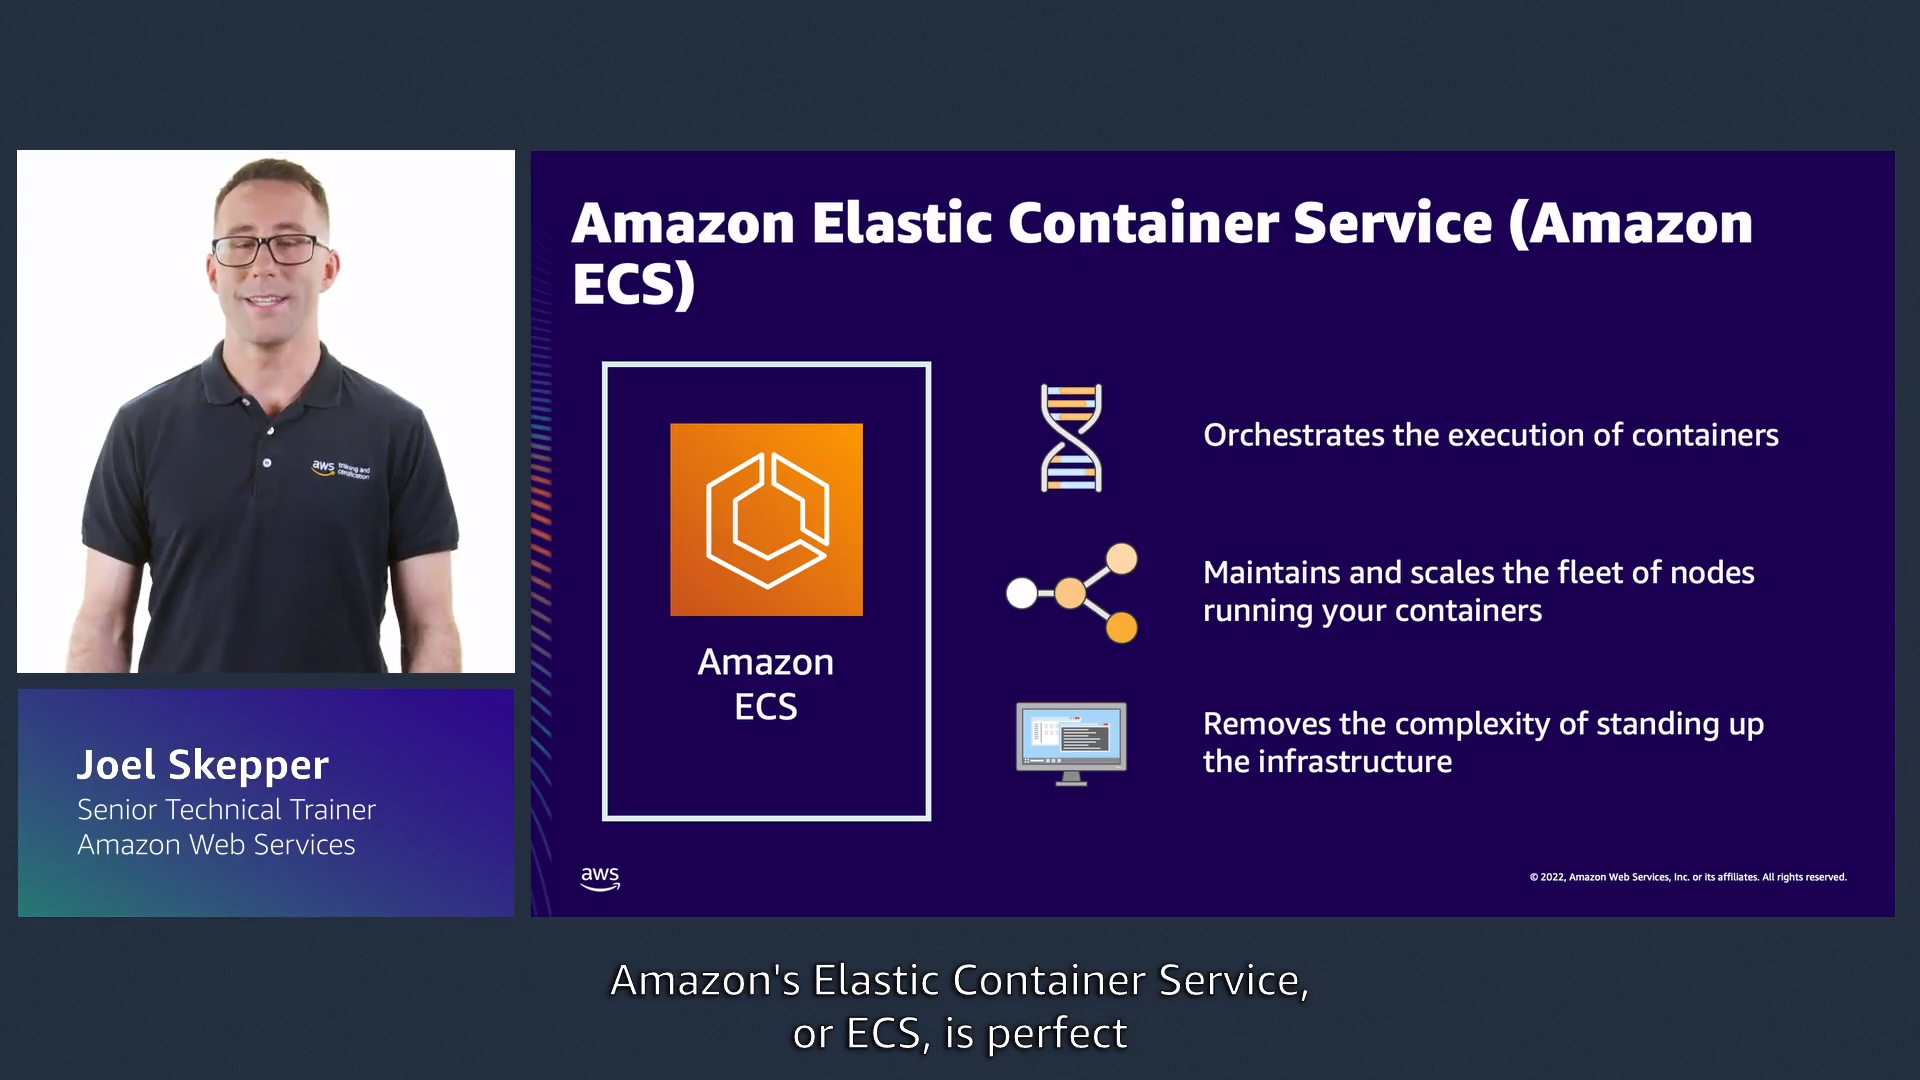 Amazon Elastic Container Service (Amazon
ECS)
aws training and
certification
Amazon
ECS
Orchestrates the execution of containers
Maintains and scales the fleet of nodes
running your containers
Removes the complexity of standing up
the infrastructure
Joel Skepper
Senior Technical Trainer
Amazon Web Services
aws
© 2022, Amazon Web Services, Inc. or its affiliates. All rights reserved.
Amazon's Elastic Container Service,
or ECS, is perfect